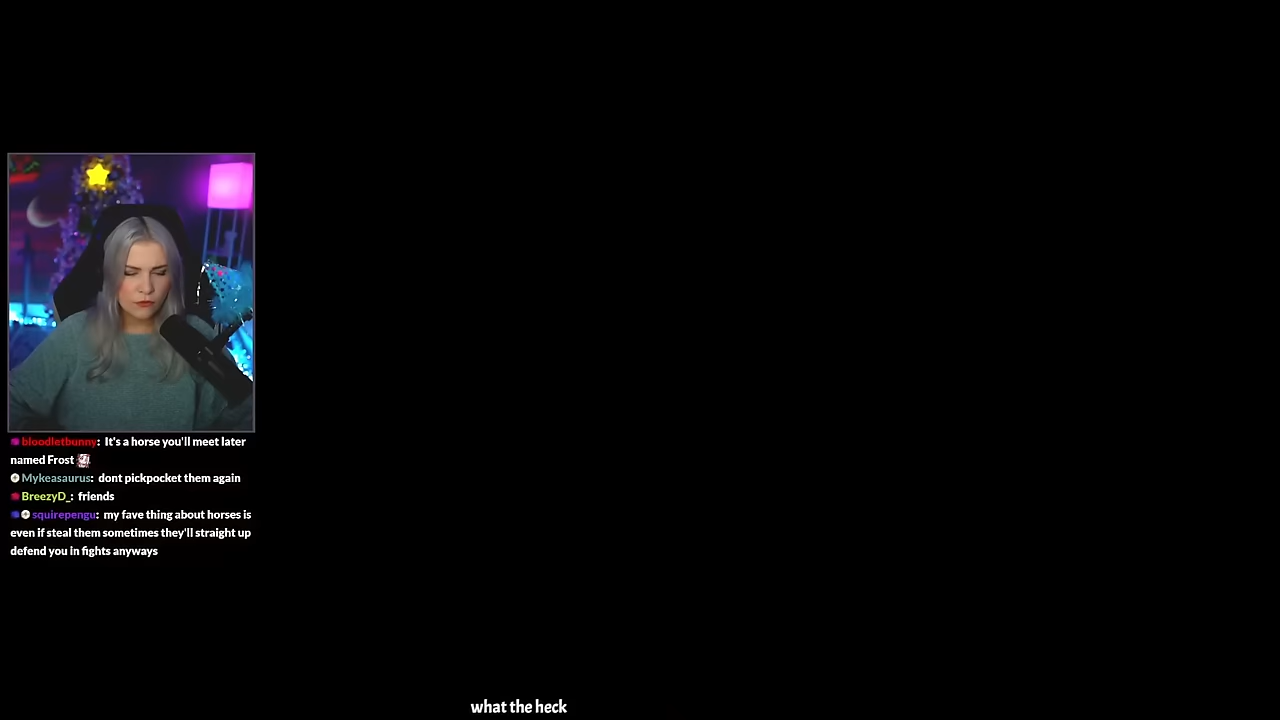 bloodletbunny: It's a horse you'll meet later
named Frost
Mykeasaurus: dont pickpocket them again
BreezyD_: friends
squirepengu: my fave thing about horses is
even if steal them sometimes they'll straight up
defend you in fights anyways
what the heck